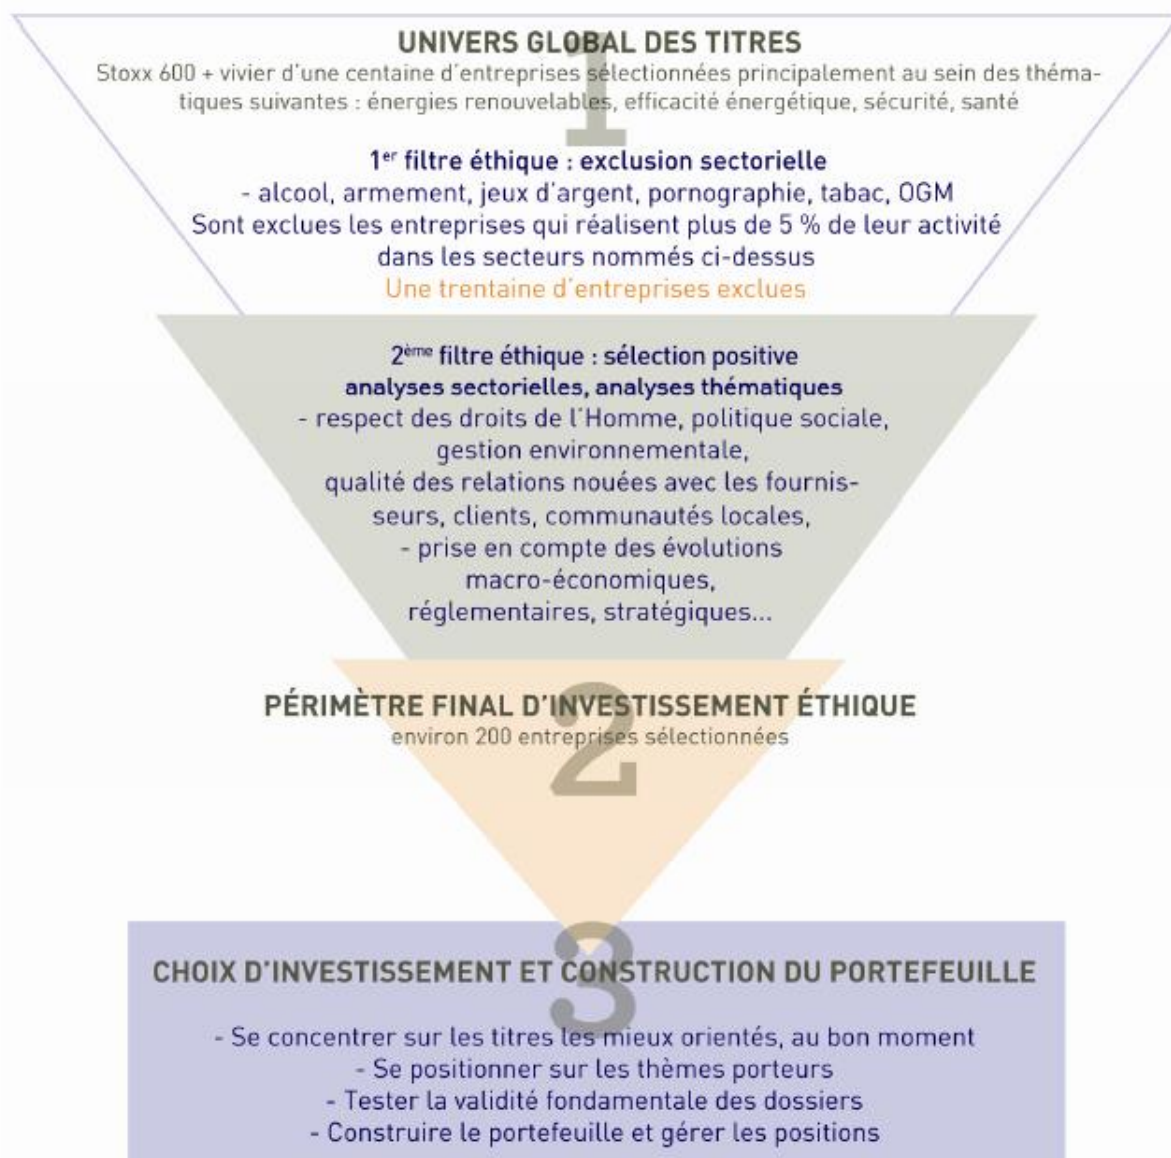 1
UNIVERS GLOBAL DES TITRES
Stoxx 600 + vivier d'une centaine d'entreprises sélectionnées principalement au sein des théma-
tiques suivantes : énergies renouvelables, efficacité énergétique, sécurité, santé
1er filtre éthique : exclusion sectorielle
- alcool, armement, jeux d'argent, pornographie, tabac, OGM
Sont exclues les entreprises qui réalisent plus de 5 % de leur activité
dans les secteurs nommés ci-dessus
Une trentaine d'entreprises exclues
2ème filtre éthique : sélection positive
analyses sectorielles, analyses thématiques
- respect des droits de l'Homme, politique sociale,
gestion environnementale,
qualité des relations nouées avec les fournis-
seurs, clients, communautés locales,
- prise en compte des évolutions
macro-économiques,
réglementaires, stratégiques...
2
PÉRIMÈTRE FINAL D'INVESTISSEMENT ÉTHIQUE
environ 200 entreprises sélectionnées
3
CHOIX D'INVESTISSEMENT ET CONSTRUCTION DU PORTEFEUILLE
- Se concentrer sur les titres les mieux orientés, au bon moment
- Se positionner sur les thèmes porteurs
- Tester la validité fondamentale des dossiers
- Construire le portefeuille et gérer les positions